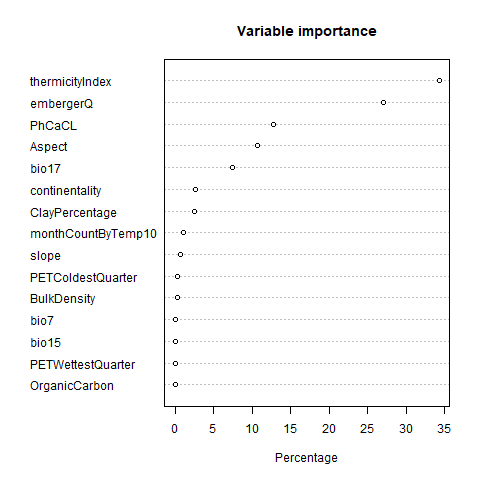 Variable importance
thermicityIndex
embergerQ
PhCaCL
Aspect
bio17
continentality
ClayPercentage
monthCountByTemp10
slope
PETColdestQuarter
BulkDensity
bio7
bio15
PETWettestQuarter
OrganicCarbon
0 5 10 15 20 25 30 35
Percentage